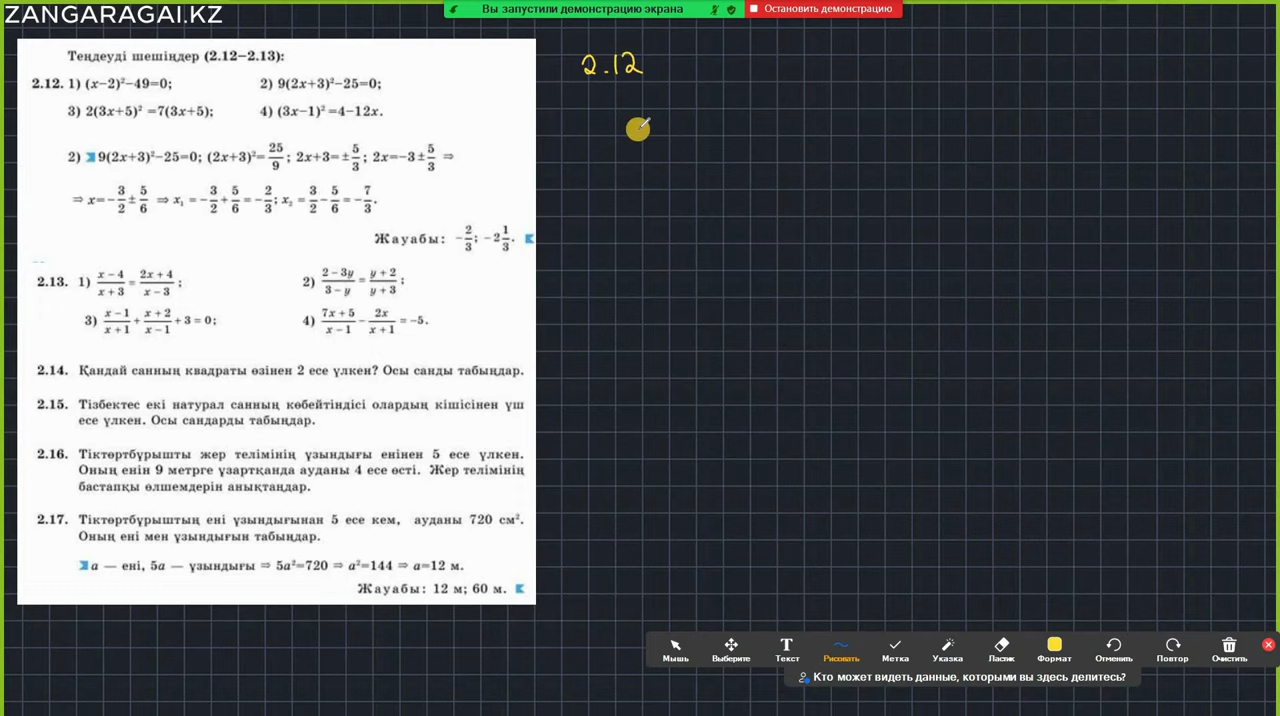 ZANGARAGAI.KZ
Вы запустили демонстрацию экрана
Остановить демонстрацию
Теңдеуді шешіңдер (2.12–2.13):
2.12. 1) (x–2)²–49=0; 2) 9(2x+3)²–25=0;
3) 2(3x+5)² =7(3x+5); 4) (3x–1)²=4–12x.
2) 9(2x+3)²–25=0; (2x+3)²=25/9; 2x+3=±5/3; 2x=–3±5/3 ⇒
⇒ x=–3/2±5/6 ⇒ x₁ =–3/2+5/6=–2/3; x₂ =3/2–5/6=–7/3.
Жауабы: –2/3; –2 1/3.
2.13. 1) x–4/x+3=2x+4/x–3; 2) 2–3y/3–y=y+2/y+3;
3) x–1/x+1+x+2/x–1+3=0; 4) 7x+5/x–1–2x/x+1=–5.
2.14. Қандай санның квадраты өзінен 2 есе үлкен? Осы санды табыңдар.
2.15. Тізбектес екі натурал санның көбейтіндісі олардың кішісінен үш
есе үлкен. Осы сандарды табыңдар.
2.16. Тіктөртбұрышты жер телімінің ұзындығы енінен 5 есе үлкен.
Оның енін 9 метрге ұзартқанда ауданы 4 есе өсті. Жер телімінің
бастапқы өлшемдерін анықтаңдар.
2.17. Тіктөртбұрыштың ені ұзындығынан 5 есе кем, ауданы 720 см².
Оның ені мен ұзындығын табыңдар.
a — ені, 5a — ұзындығы ⇒ 5a²=720 ⇒ a²=144 ⇒ a=12 м.
Жауабы: 12 м; 60 м.
2.12
Мышь Выберите Текст Рисовать Метка Указка Ластик Формат Отменить Повтор Очистить
Кто может видеть данные, которыми вы здесь делитесь?